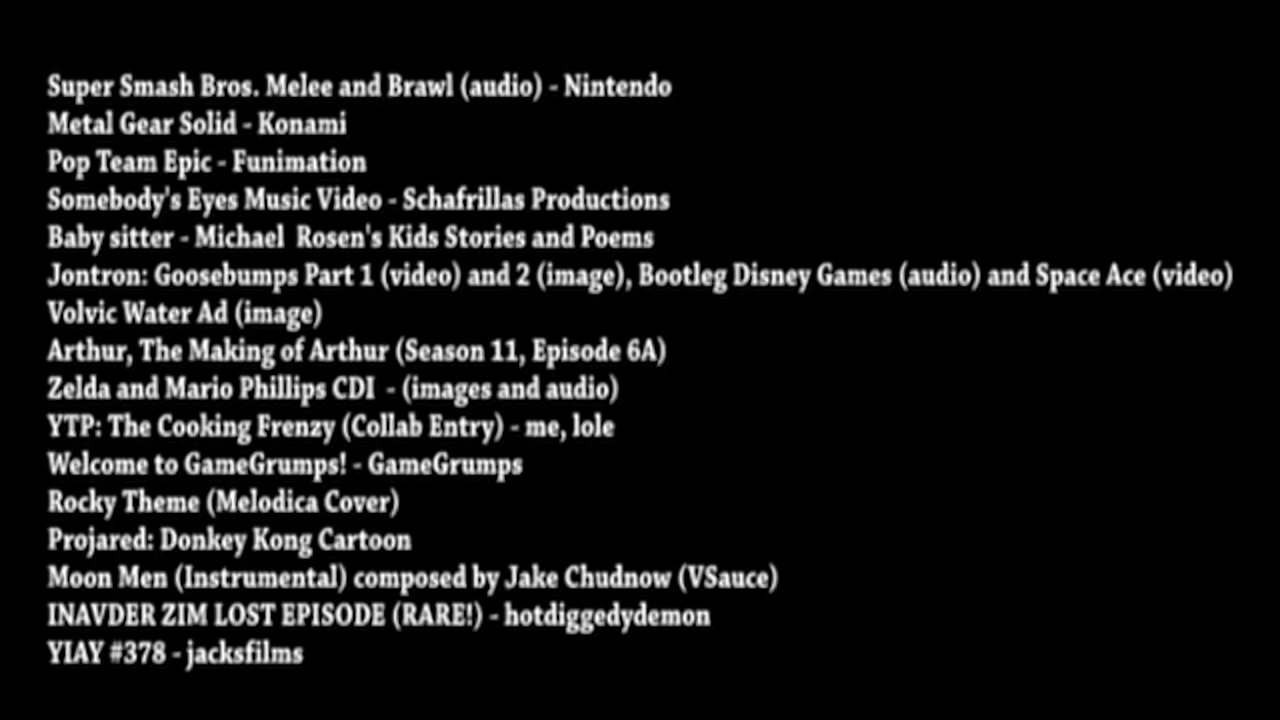 Super Smash Bros. Melee and Brawl (audio) - Nintendo
Metal Gear Solid - Konami
Pop Team Epic - Funimation
Somebody's Eyes Music Video - Schafrillas Productions
Baby sitter - Michael  Rosen's Kids Stories and Poems
Jontron: Goosebumps Part 1 (video) and 2 (image), Bootleg Disney Games (audio) and Space Ace (video)
Volvic Water Ad (image)
Arthur, The Making of Arthur (Season 11, Episode 6A)
Zelda and Mario Phillips CDI  - (images and audio)
YTP: The Cooking Frenzy (Collab Entry) - me, lole
Welcome to GameGrumps! - GameGrumps
Rocky Theme (Melodica Cover)
Projared: Donkey Kong Cartoon
Moon Men (Instrumental) composed by Jake Chudnow (VSauce)
INAVDER ZIM LOST EPISODE (RARE!) - hotdiggedydemon
YIAY #378 - jacksfilms